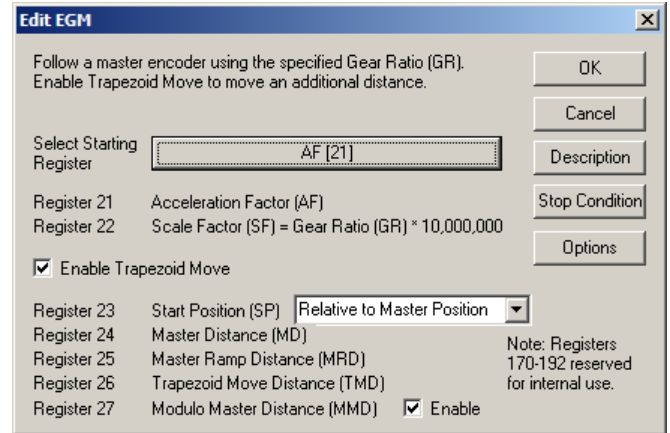 Edit EGM
Follow a master encoder using the specified Gear Ratio (GR).
Enable Trapezoid Move to move an additional distance.
OK
Cancel
Select Starting
Register
AF [21]
Description
Register 21 Acceleration Factor (AF)
Stop Condition
Register 22 Scale Factor (SF) = Gear Ratio (GR) * 10,000,000
Options
Enable Trapezoid Move
Register 23 Start Position (SP) Relative to Master Position
Register 24 Master Distance (MD)
Register 25 Master Ramp Distance (MRD)
Register 26 Trapezoid Move Distance (TMD)
Register 27 Modulo Master Distance (MMD) Enable
Note: Registers
170-192 reserved
for internal use.